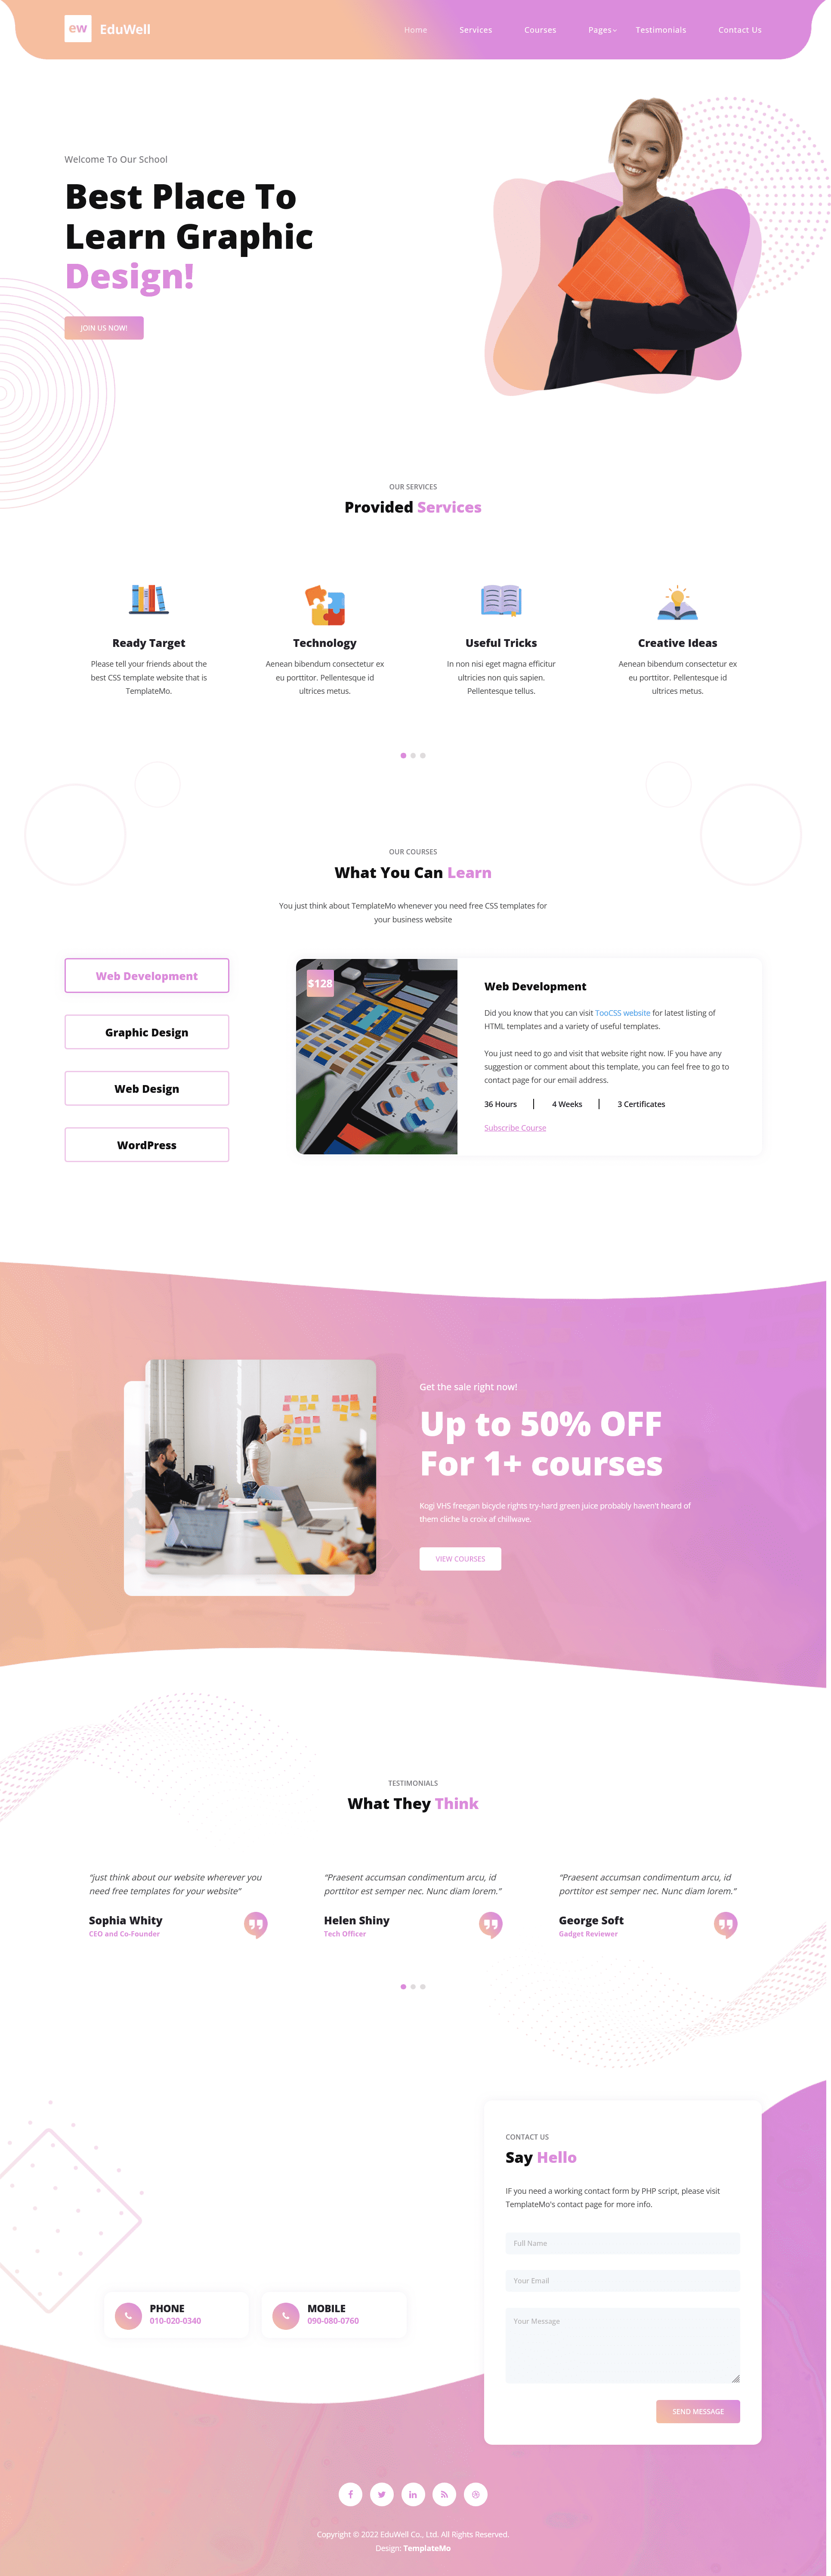 ew EduWell
Home Services Courses Pages Testimonials Contact Us
Welcome To Our School
Best Place To
Learn Graphic
Design!
JOIN US NOW!
OUR SERVICES
Provided Services
Ready Target
Please tell your friends about the
best CSS template website that is
TemplateMo.
Technology
Aenean bibendum consectetur ex
eu porttitor. Pellentesque id
ultrices metus.
Useful Tricks
In non nisi eget magna efficitur
ultricies non quis sapien.
Pellentesque tellus.
Creative Ideas
Aenean bibendum consectetur ex
eu porttitor. Pellentesque id
ultrices metus.
OUR COURSES
What You Can Learn
You just think about TemplateMo whenever you need free CSS templates for
your business website
Web Development
Graphic Design
Web Design
WordPress
$128
Web Development
Did you know that you can visit TooCSS website for latest listing of
HTML templates and a variety of useful templates.
You just need to go and visit that website right now. IF you have any
suggestion or comment about this template, you can feel free to go to
contact page for our email address.
36 Hours 4 Weeks 3 Certificates
Subscribe Course
Get the sale right now!
Up to 50% OFF
For 1+ courses
Kogi VHS freegan bicycle rights try-hard green juice probably haven't heard of
them cliche la croix af chillwave.
VIEW COURSES
TESTIMONIALS
What They Think
“just think about our website wherever you
need free templates for your website”
Sophia Whity
CEO and Co-Founder
“Praesent accumsan condimentum arcu, id
porttitor est semper nec. Nunc diam lorem.”
Helen Shiny
Tech Officer
“Praesent accumsan condimentum arcu, id
porttitor est semper nec. Nunc diam lorem.”
George Soft
Gadget Reviewer
CONTACT US
Say Hello
IF you need a working contact form by PHP script, please visit
TemplateMo's contact page for more info.
Full Name
Your Email
Your Message
SEND MESSAGE
PHONE
010-020-0340
MOBILE
090-080-0760
Copyright © 2022 EduWell Co., Ltd. All Rights Reserved.
Design: TemplateMo